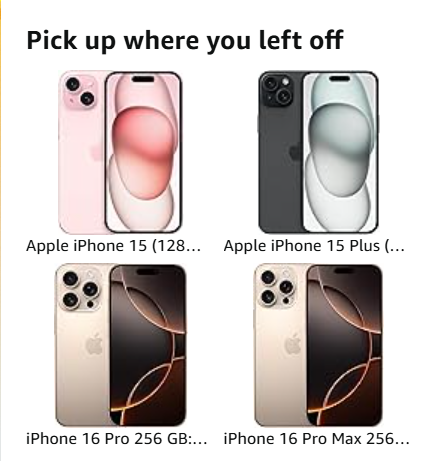 Pick up where you left off
Apple iPhone 15 (128...
Apple iPhone 15 Plus (...
iPhone 16 Pro 256 GB:...
iPhone 16 Pro Max 256...